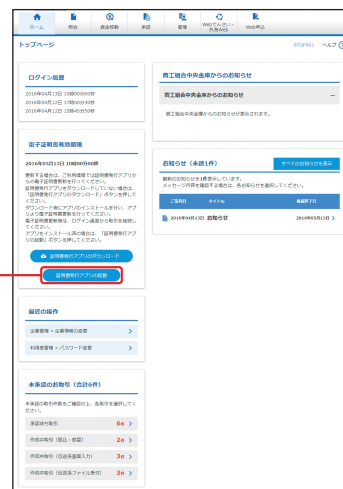 ホーム
照会
資金移動
承認
管理
Webでんさい・
外為Web
Web申込
トップページ
BTOP001 ヘルプ
ログイン履歴
2016年04月13日 10時00分00秒
2016年04月12日 17時00分00秒
2016年04月11日 15時45分00秒
電子証明書有効期限
2016年05月13日 10時00分00秒
更新する場合は、ご利用環境では証明書発行アプリか
らの電子証明書更新を行ってください。
証明書発行アプリをダウンロードしていない場合は、
「証明書発行アプリのダウンロード」ボタンを押して
ください。
ダウンロード後にアプリのインストールを行い、アプ
リより電子証明書更新を行ってください。
電子証明書更新後は、ログイン画面から取引を継続し
てください。
アプリをインストール済の場合は、「証明書発行アプ
リの起動」ボタンを押してください。
証明書発行アプリのダウンロード
証明書発行アプリの起動
最近の操作
企業管理 » 企業情報の変更
利用者管理 » パスワード変更
未承認のお取引（合計6件）
未承認の取引件数をご確認の上、各取引を選択してく
ださい。
承認待ち取引 6件
作成中取引（振込・振替） 2件
作成中取引（伝送系画面入力） 3件
作成中取引（伝送系ファイル受付） 3件
商工組合中央金庫からのお知らせ
商工組合中央金庫からのお知らせ
商工組合中央金庫からのお知らせが表示されます。
お知らせ（未読1件）
すべてのお知らせを表示
最新のお知らせを1件表示しています。
メッセージ内容を確認する場合は、各お知らせを選択してください。
ご案内日 タイトル 掲載終了日
2016年04月13日 お知らせ 2016年05月13日